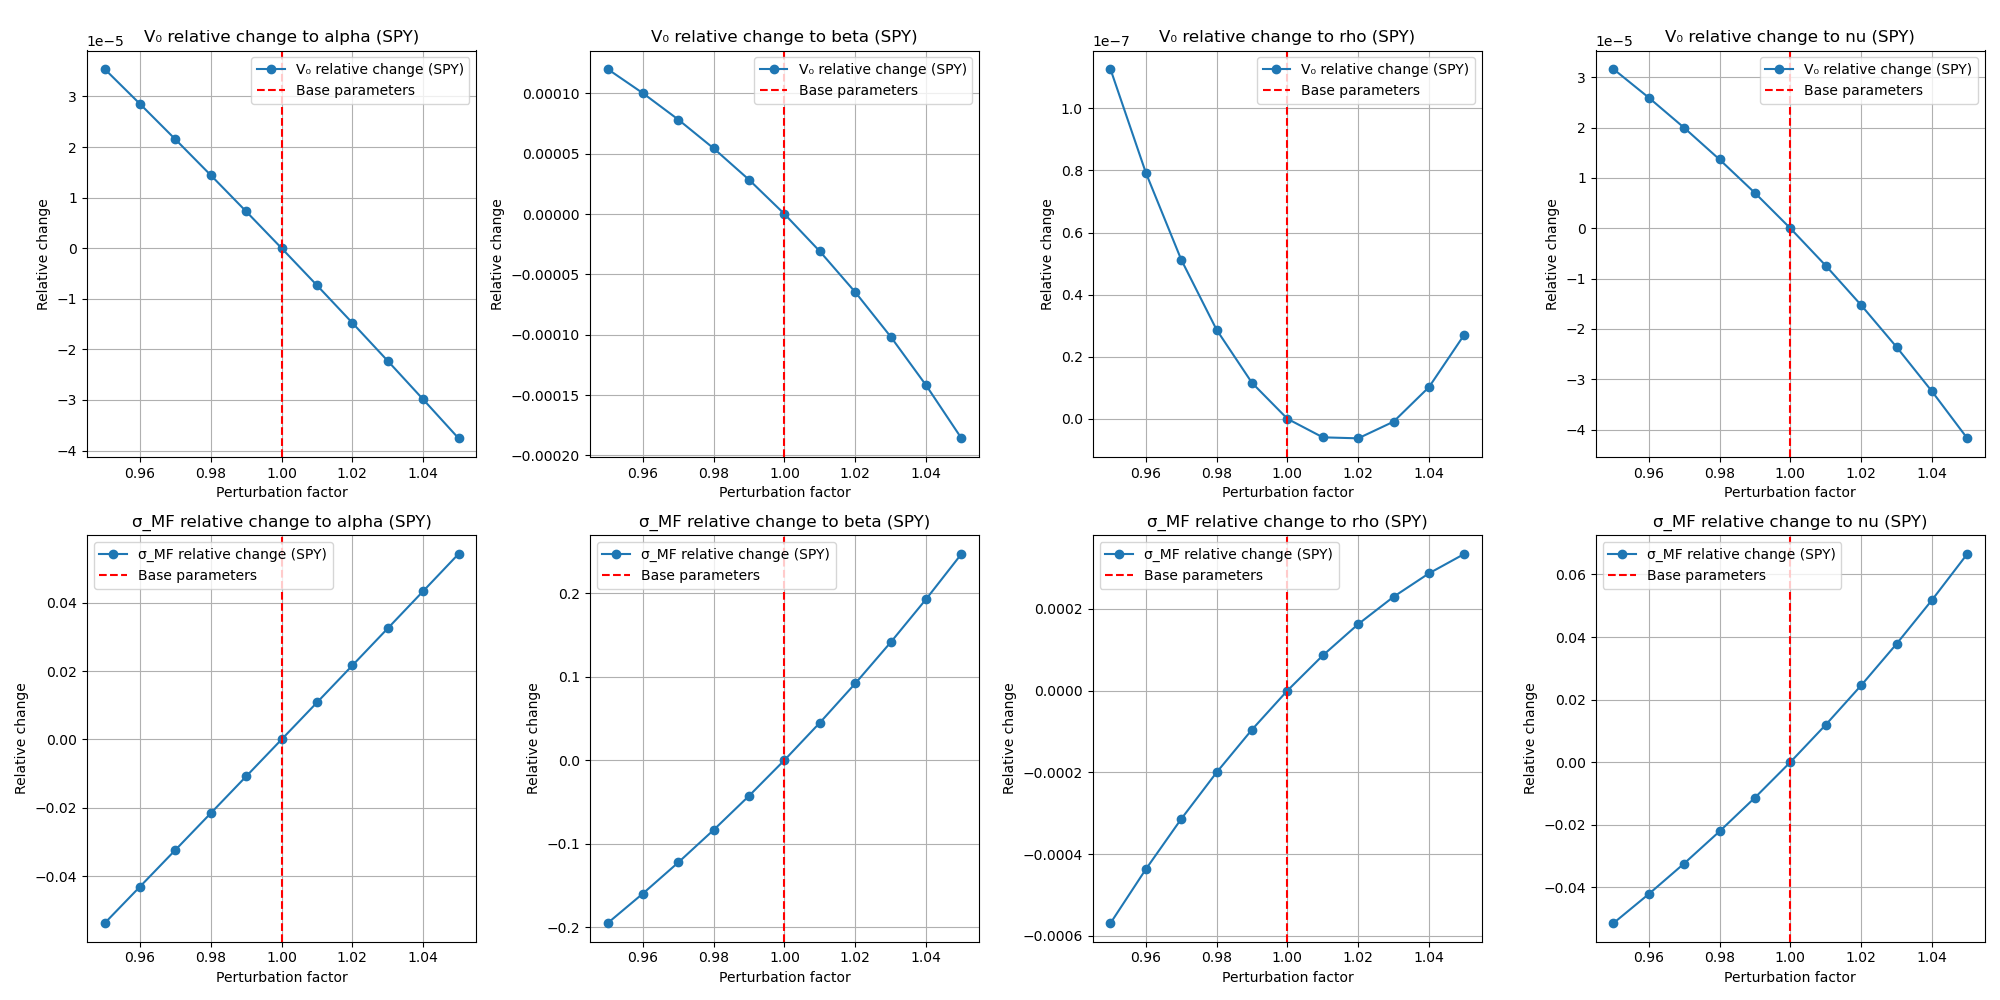 V₀ relative change to alpha (SPY)
1e−5
V₀ relative change (SPY)
Base parameters
3
2
1
0
−1
−2
−3
−4
Relative change
0.96 0.98 1.00 1.02 1.04
Perturbation factor
V₀ relative change to beta (SPY)
V₀ relative change (SPY)
Base parameters
0.00010
0.00005
0.00000
−0.00005
−0.00010
−0.00015
−0.00020
Relative change
0.96 0.98 1.00 1.02 1.04
Perturbation factor
V₀ relative change to rho (SPY)
1e−7
V₀ relative change (SPY)
Base parameters
1.0
0.8
0.6
0.4
0.2
0.0
Relative change
0.96 0.98 1.00 1.02 1.04
Perturbation factor
V₀ relative change to nu (SPY)
1e−5
V₀ relative change (SPY)
Base parameters
3
2
1
0
−1
−2
−3
−4
Relative change
0.96 0.98 1.00 1.02 1.04
Perturbation factor
σ_MF relative change to alpha (SPY)
σ_MF relative change (SPY)
Base parameters
0.04
0.02
0.00
−0.02
−0.04
Relative change
0.96 0.98 1.00 1.02 1.04
Perturbation factor
σ_MF relative change to beta (SPY)
σ_MF relative change (SPY)
Base parameters
0.2
0.1
0.0
−0.1
−0.2
Relative change
0.96 0.98 1.00 1.02 1.04
Perturbation factor
σ_MF relative change to rho (SPY)
σ_MF relative change (SPY)
Base parameters
0.0002
0.0000
−0.0002
−0.0004
−0.0006
Relative change
0.96 0.98 1.00 1.02 1.04
Perturbation factor
σ_MF relative change to nu (SPY)
σ_MF relative change (SPY)
Base parameters
0.06
0.04
0.02
0.00
−0.02
−0.04
Relative change
0.96 0.98 1.00 1.02 1.04
Perturbation factor